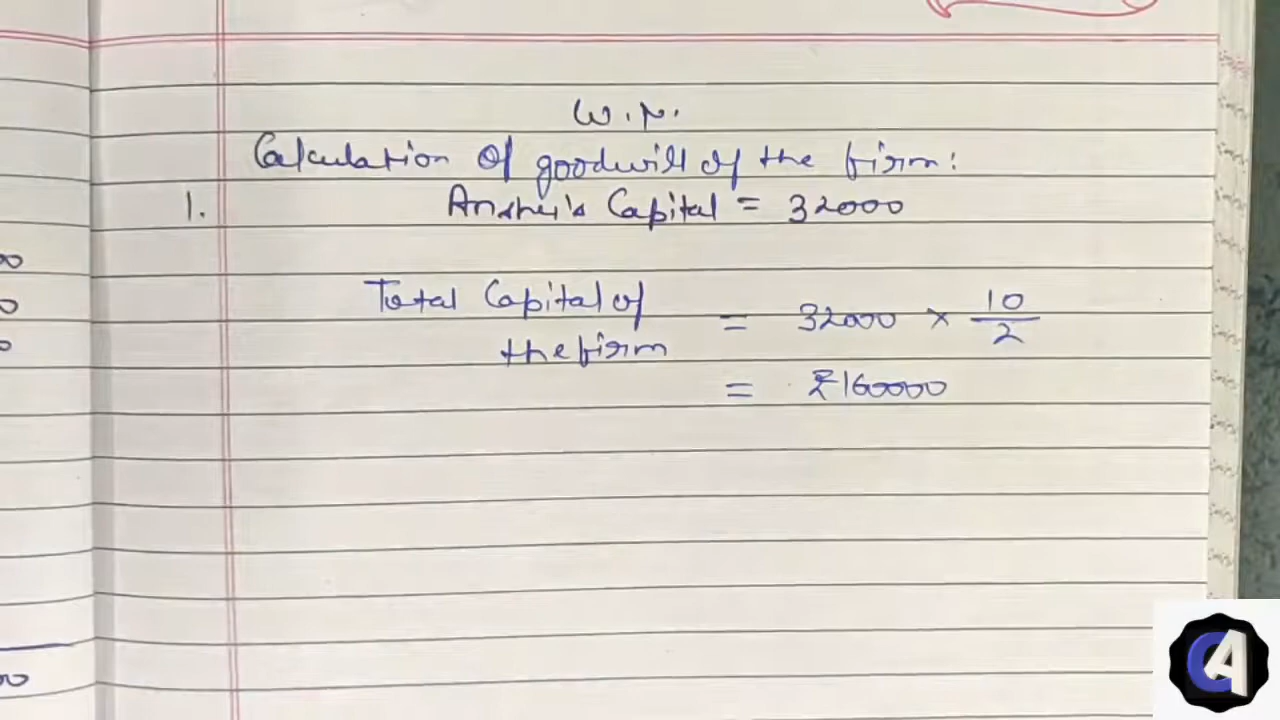 W.N.
Calculation of goodwill of the firm:
1. Anshu's Capital = 32000
Total Capital of
the firm = 32000 × 10/2
= ₹160000
CA